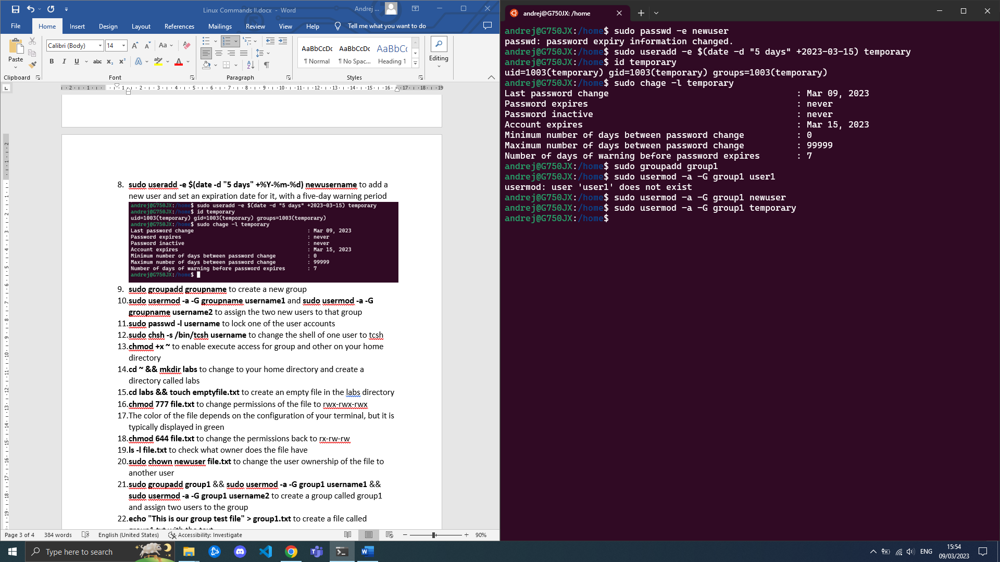 Linux Commands II.docx - Word
Andrej ...
File Home Insert Design Layout References Mailings Review View Help Tell me what you want to do
Paste
Calibri (Body) 14
Clipboard
Font
Paragraph
AaBbCcDc AaBbCcDc AaBbCc
¶ Normal ¶ No Spac... Heading 1
Styles
Editing
8. sudo useradd -e $(date -d "5 days" +%Y-%m-%d) newusername to add a
new user and set an expiration date for it, with a five-day warning period
andrej@G750JX:/home$ sudo useradd -e $(date -d "5 days" +2023-03-15) temporary
andrej@G750JX:/home$ id temporary
uid=1003(temporary) gid=1003(temporary) groups=1003(temporary)
andrej@G750JX:/home$ sudo chage -l temporary
Last password change : Mar 09, 2023
Password expires : never
Password inactive : never
Account expires : Mar 15, 2023
Minimum number of days between password change : 0
Maximum number of days between password change : 99999
Number of days of warning before password expires : 7
andrej@G750JX:/home$
9. sudo groupadd groupname to create a new group
10. sudo usermod -a -G groupname username1 and sudo usermod -a -G
groupname username2 to assign the two new users to that group
11. sudo passwd -l username to lock one of the user accounts
12. sudo chsh -s /bin/tcsh username to change the shell of one user to tcsh
13. chmod +x ~ to enable execute access for group and other on your home
directory
14. cd ~ && mkdir labs to change to your home directory and create a
directory called labs
15. cd labs && touch emptyfile.txt to create an empty file in the labs directory
16. chmod 777 file.txt to change permissions of the file to rwx-rwx-rwx
17. The color of the file depends on the configuration of your terminal, but it is
typically displayed in green
18. chmod 644 file.txt to change the permissions back to rx-rw-rw
19. ls -l file.txt to check what owner does the file have
20. sudo chown newuser file.txt to change the user ownership of the file to
another user
21. sudo groupadd group1 && sudo usermod -a -G group1 username1 &&
sudo usermod -a -G group1 username2 to create a group called group1
and assign two users to the group
22. echo "This is our group test file" > group1.txt to create a file called
Page 3 of 4 384 words English (United States) Accessibility: Investigate 90%
andrej@G750JX: /home
andrej@G750JX:/home$ sudo passwd -e newuser
passwd: password expiry information changed.
andrej@G750JX:/home$ sudo useradd -e $(date -d "5 days" +2023-03-15) temporary
andrej@G750JX:/home$ id temporary
uid=1003(temporary) gid=1003(temporary) groups=1003(temporary)
andrej@G750JX:/home$ sudo chage -l temporary
Last password change : Mar 09, 2023
Password expires : never
Password inactive : never
Account expires : Mar 15, 2023
Minimum number of days between password change : 0
Maximum number of days between password change : 99999
Number of days of warning before password expires : 7
andrej@G750JX:/home$ sudo groupadd group1
andrej@G750JX:/home$ sudo usermod -a -G group1 user1
usermod: user 'user1' does not exist
andrej@G750JX:/home$ sudo usermod -a -G group1 newuser
andrej@G750JX:/home$ sudo usermod -a -G group1 temporary
andrej@G750JX:/home$
Type here to search
ENG
15:54
09/03/2023